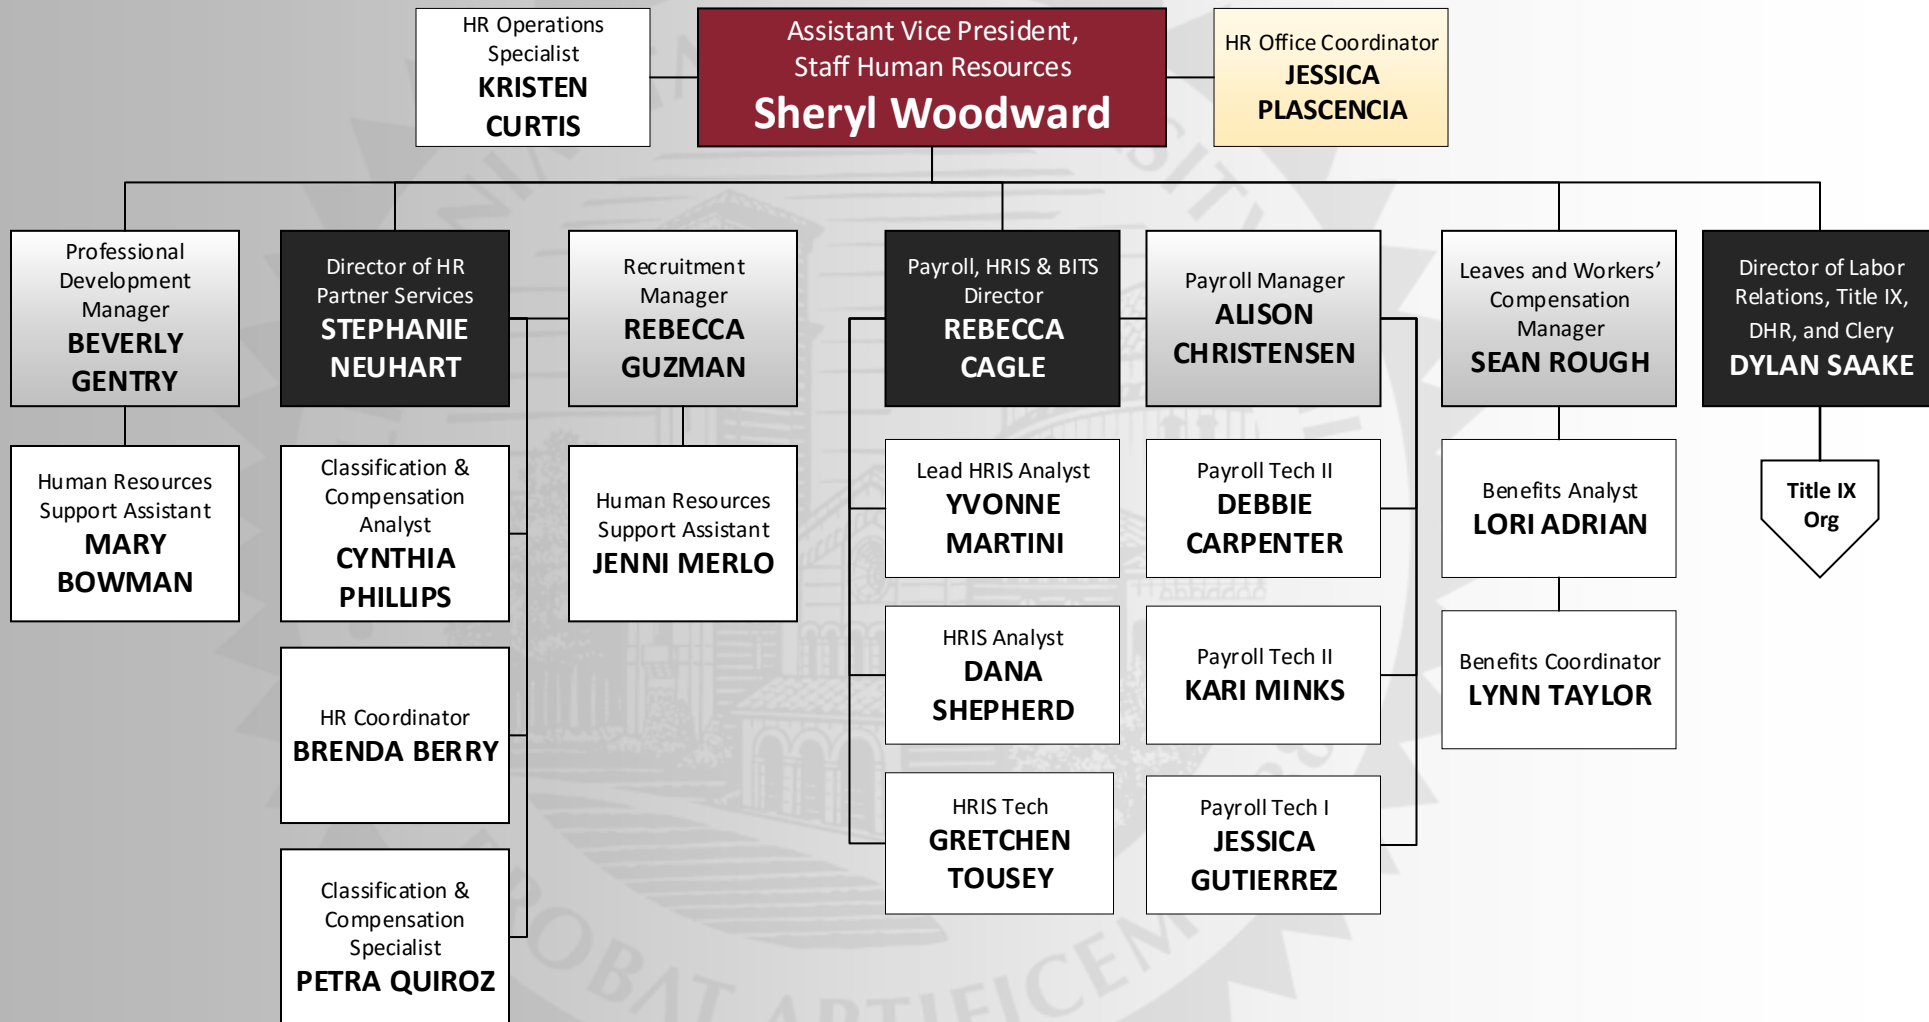 HR Operations
Specialist
KRISTEN
CURTIS
Assistant Vice President,
Staff Human Resources
Sheryl Woodward
HR Office Coordinator
JESSICA
PLASCENCIA
Professional
Development
Manager
BEVERLY
GENTRY
Director of HR
Partner Services
STEPHANIE
NEUHART
Recruitment
Manager
REBECCA
GUZMAN
Payroll, HRIS & BITS
Director
REBECCA
CAGLE
Payroll Manager
ALISON
CHRISTENSEN
Leaves and Workers’
Compensation
Manager
SEAN ROUGH
Director of Labor
Relations, Title IX,
DHR, and Clery
DYLAN SAAKE
Human Resources
Support Assistant
MARY
BOWMAN
Classification &
Compensation
Analyst
CYNTHIA
PHILLIPS
Human Resources
Support Assistant
JENNI MERLO
Lead HRIS Analyst
YVONNE
MARTINI
Payroll Tech II
DEBBIE
CARPENTER
Benefits Analyst
LORI ADRIAN
Title IX
Org
HR Coordinator
BRENDA BERRY
HRIS Analyst
DANA
SHEPHERD
Payroll Tech II
KARI MINKS
Benefits Coordinator
LYNN TAYLOR
Classification &
Compensation
Specialist
PETRA QUIROZ
HRIS Tech
GRETCHEN
TOUSEY
Payroll Tech I
JESSICA
GUTIERREZ